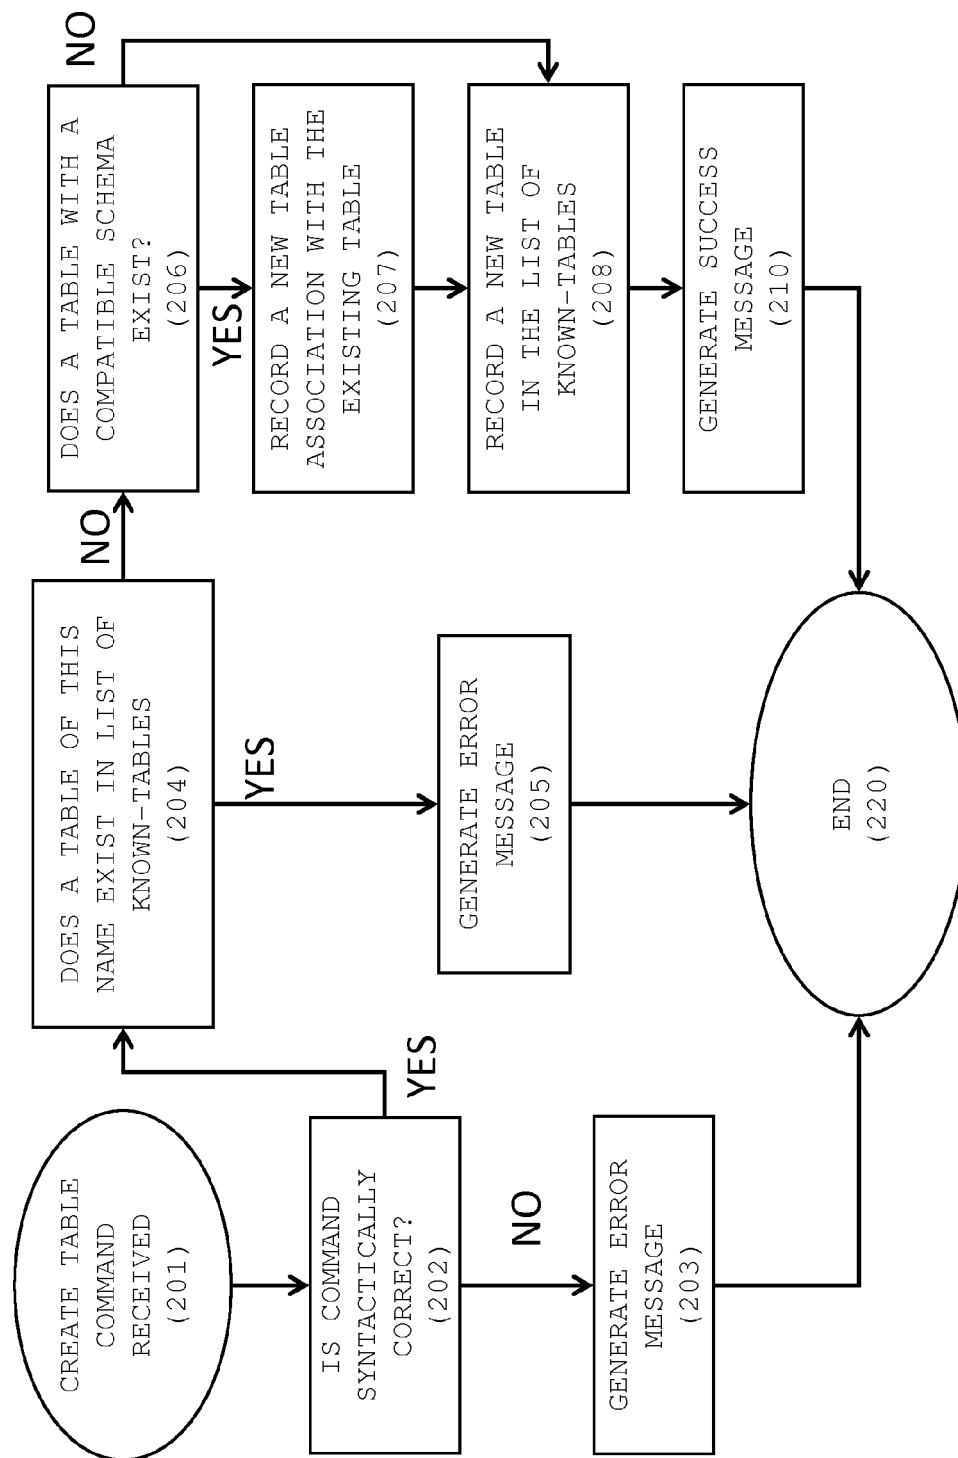 CREATE TABLE
COMMAND
RECEIVED
(201)
IS COMMAND
SYNTACTICALLY
CORRECT?
(202)
YES
NO
GENERATE ERROR
MESSAGE
(203)
DOES A TABLE OF THIS
NAME EXIST IN LIST OF
KNOWN-TABLES
(204)
NO
YES
GENERATE ERROR
MESSAGE
(205)
DOES A TABLE WITH A
COMPATIBLE SCHEMA
EXIST?
(206)
NO
YES
RECORD A NEW TABLE
ASSOCIATION WITH THE
EXISTING TABLE
(207)
RECORD A NEW TABLE
IN THE LIST OF
KNOWN-TABLES
(208)
GENERATE SUCCESS
MESSAGE
(210)
END
(220)